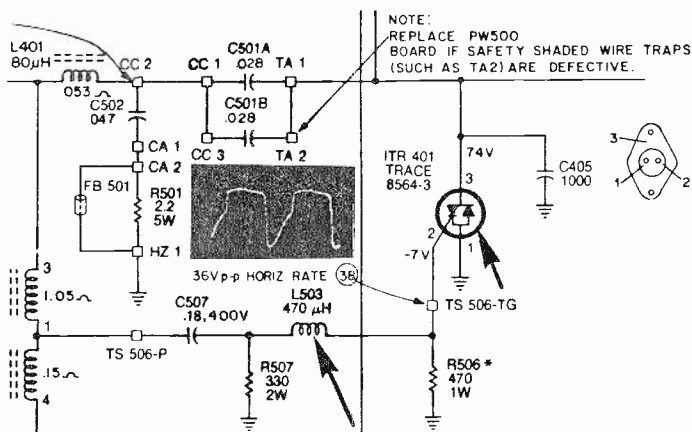 NOTE:
REPLACE PW500
BOARD IF SAFETY SHADED WIRE TRAPS
(SUCH AS TA2) ARE DEFECTIVE.
L401
80µH
.053
CC 2
CC 1
C501A
.028
TA 1
C502
.047
C501B
.028
CC 3
TA 2
CA 1
CA 2
FB 501
R501
2.2
5W
HZ 1
ITR 401
TRACE
8564-3
74V
3
C405
1000
3
1
2
2
1
-7V
36V p-p HORIZ RATE
38
TS 506-TG
3
1.05
1
C507
.18,400V
L503
470 µH
TS 506-P
.15
4
R507
330
2W
R506 *
470
1W